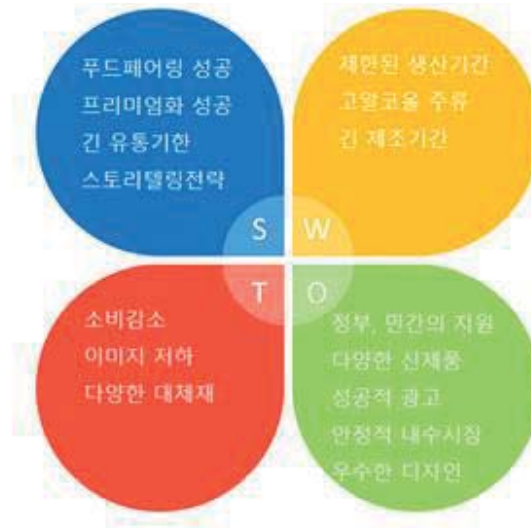 푸드페어링 성공
프리미엄화 성공
긴 유통기한
스토리텔링전략
S
제한된 생산기간
고알코올 주류
긴 제조기간
W
T
소비감소
이미지 저하
다양한 대체재
O
정부, 민간의 지원
다양한 신제품
성공적 광고
안정적 내수시장
우수한 디자인